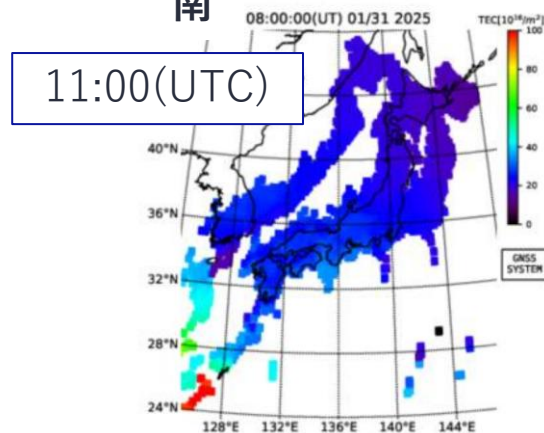 南
08:00:00(UT) 01/31 2025
TEC[10¹⁶/m²]
11:00(UTC)
100
80
60
40
20
0
40°N
36°N
32°N
28°N
24°N
GNSS
SYSTEM
128°E
132°E
136°E
140°E
144°E